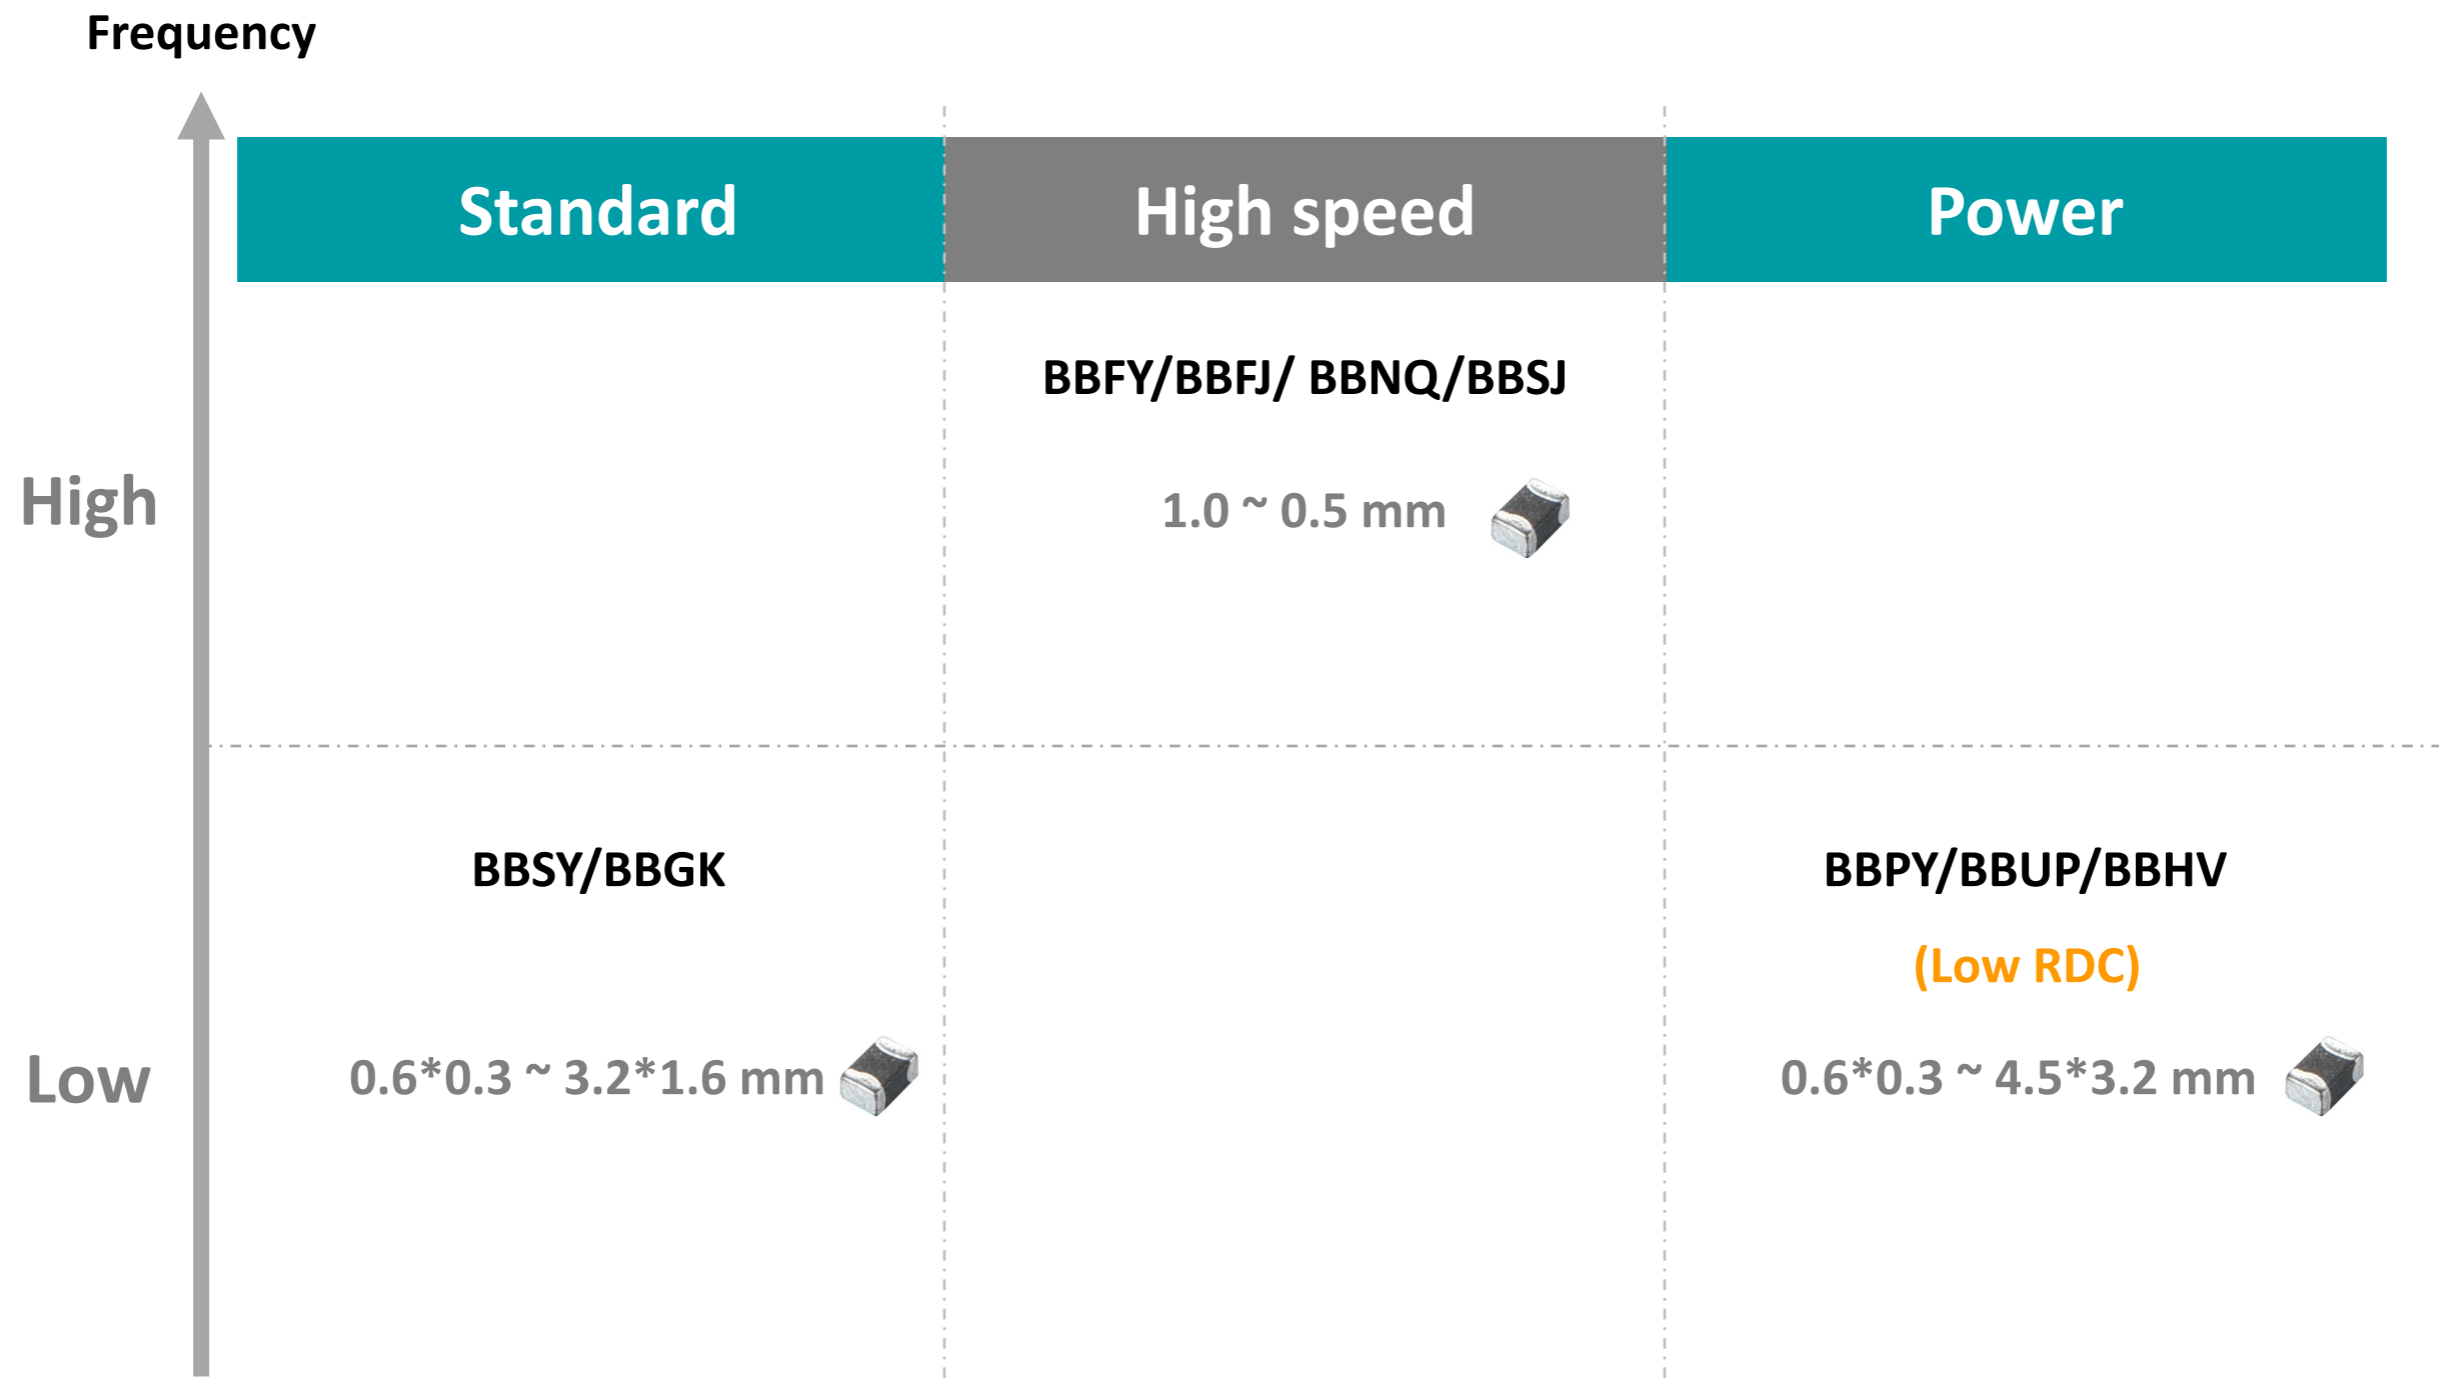 Frequency
Standard
High speed
Power
BBFY/BBFJ/ BBNQ/BBSJ
High
1.0 ~ 0.5 mm
BBSY/BBGK
BBPY/BBUP/BBHV
(Low RDC)
Low
0.6*0.3 ~ 3.2*1.6 mm
0.6*0.3 ~ 4.5*3.2 mm